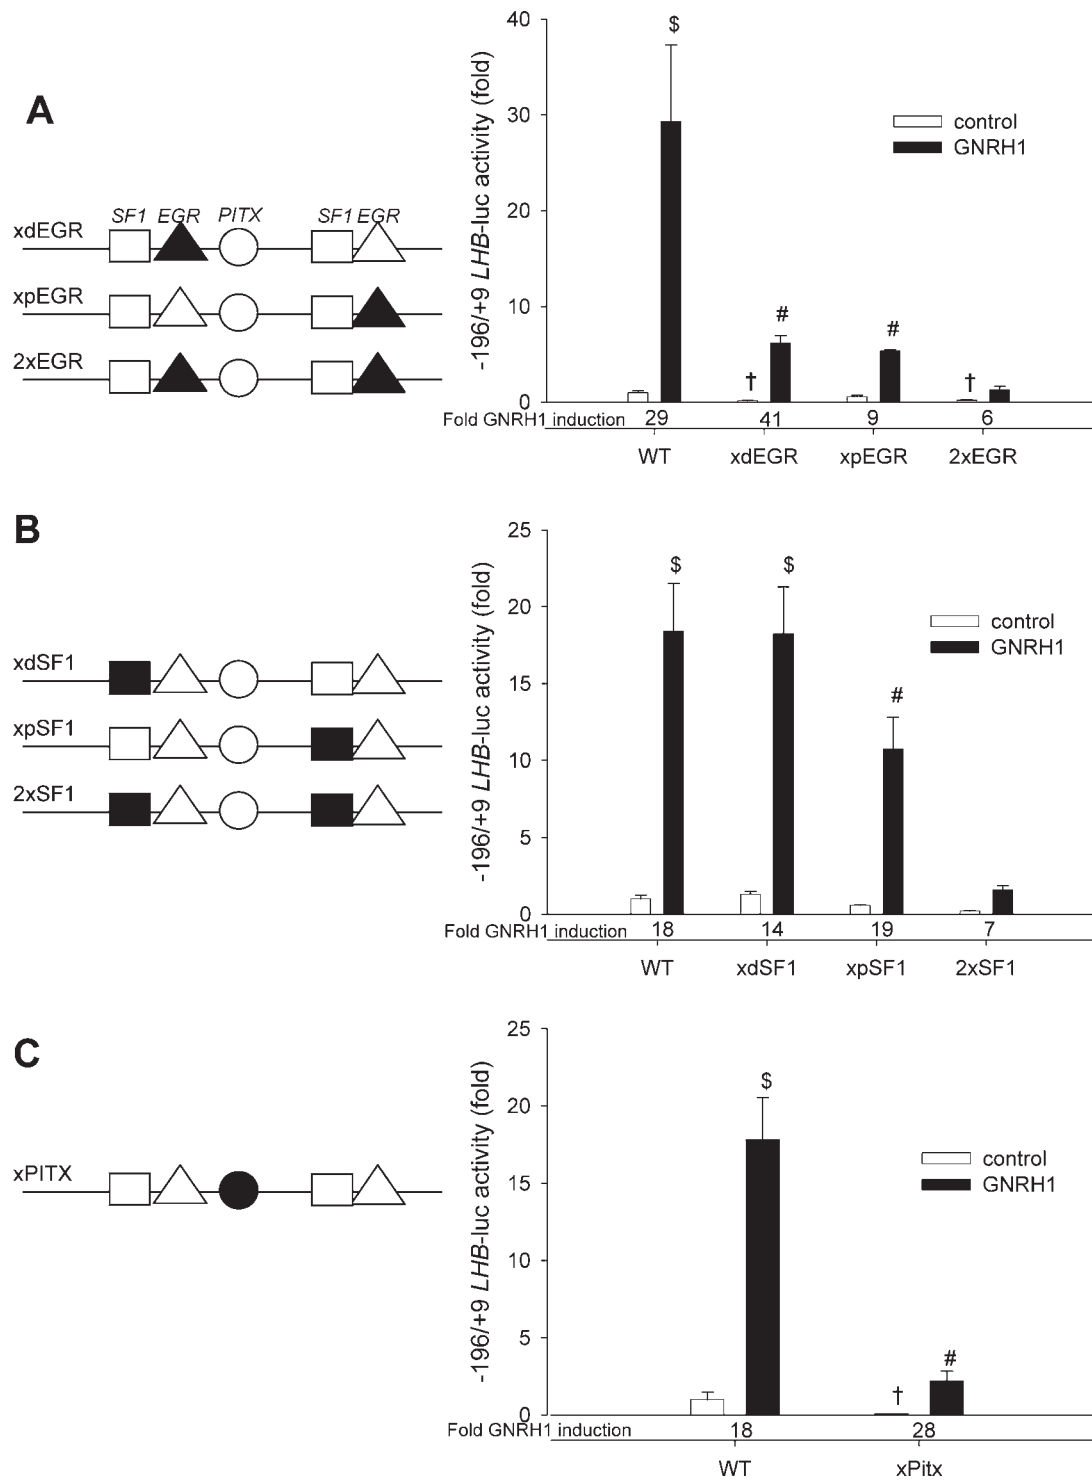 A
xdEGR
SF1 EGR PITX SF1 EGR
xpEGR
2xEGR
-196/+9 LHB-luc activity (fold)
40
30
20
10
0
$
†
#
#
†
control
GNRH1
Fold GNRH1 induction 29 41 9 6
WT xdEGR xpEGR 2xEGR
B
xdSF1
xpSF1
2xSF1
-196/+9 LHB-luc activity (fold)
25
20
15
10
5
0
$
$
#
control
GNRH1
Fold GNRH1 induction 18 14 19 7
WT xdSF1 xpSF1 2xSF1
C
xPITX
-196/+9 LHB-luc activity (fold)
25
20
15
10
5
0
$
†
#
control
GNRH1
Fold GNRH1 induction 18 28
WT xPitx